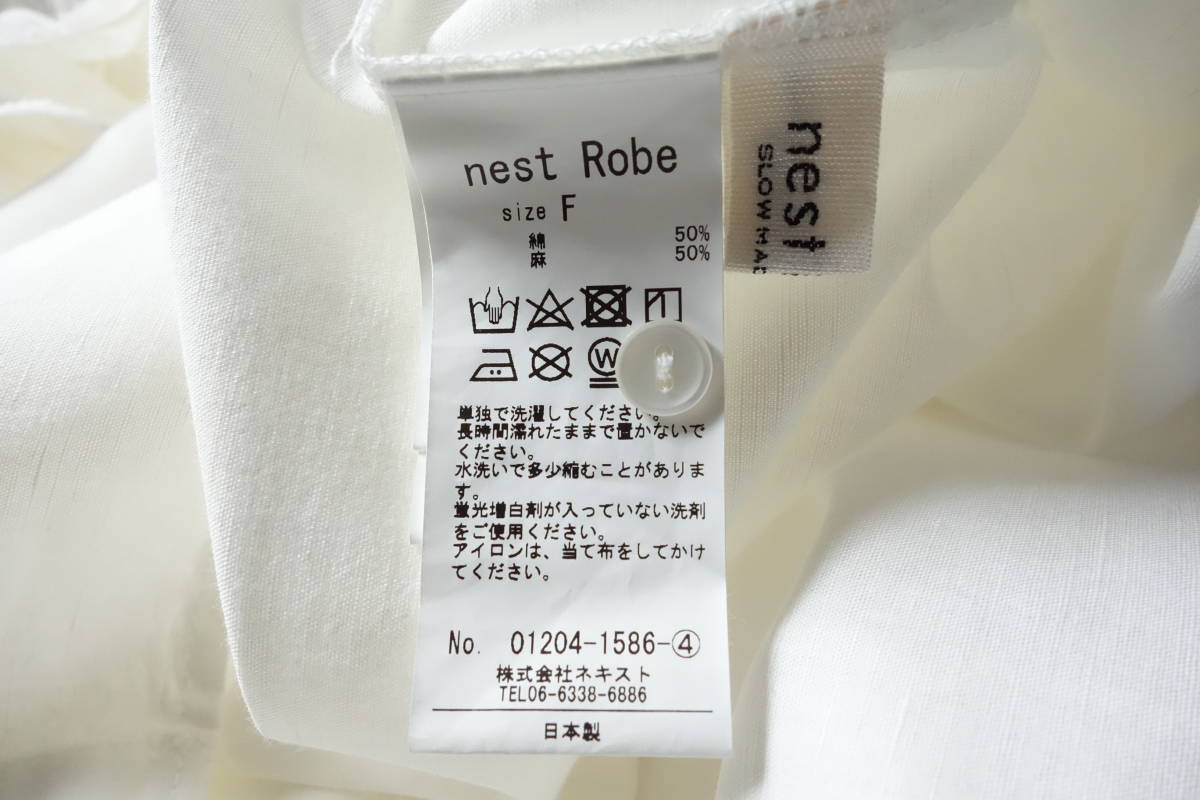 nest Robe
size F
綿 50%
麻 50%
W
単独で洗濯してください。
長時間濡れたままで置かないで
ください。
水洗いで多少縮むことがありま
す。
蛍光増白剤が入っていない洗剤
をご使用ください。
アイロンは、当て布をしてかけ
てください。
No. 01204-1586-④
株式会社ネキスト
TEL06-6338-6886
日本製
nest
SLOW MADE